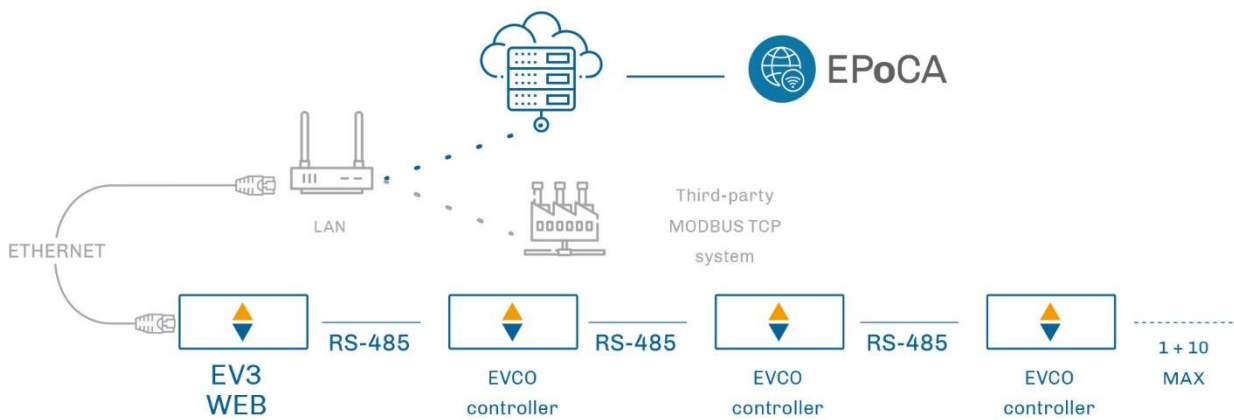 EPoCA
LAN
Third-party
MODBUS TCP
system
ETHERNET
RS-485
RS-485
RS-485
EV3
WEB
EVCO
controller
EVCO
controller
EVCO
controller
1 + 10
MAX